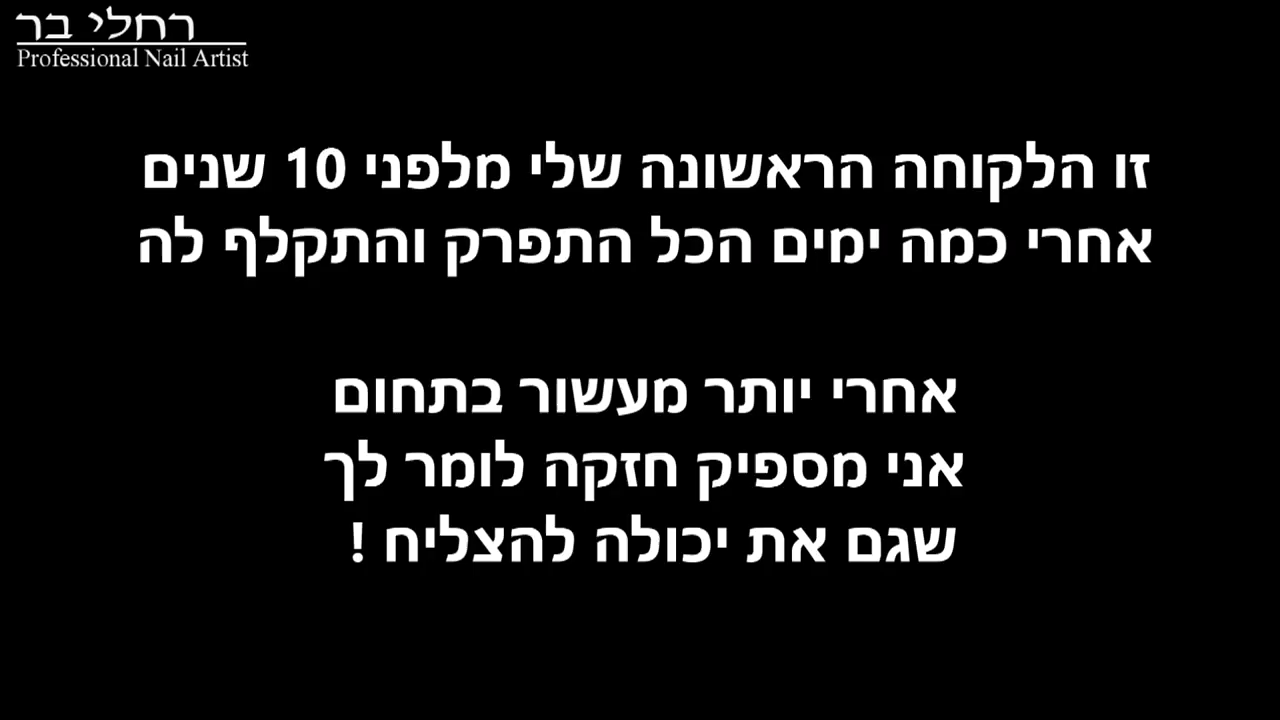 רחלי בר
Professional Nail Artist
זו הלקוחה הראשונה שלי מלפני 10 שנים
אחרי כמה ימים הכל התפרק והתקלף לה
אחרי יותר מעשור בתחום
אני מספיק חזקה לומר לך
שגם את יכולה להצליח !